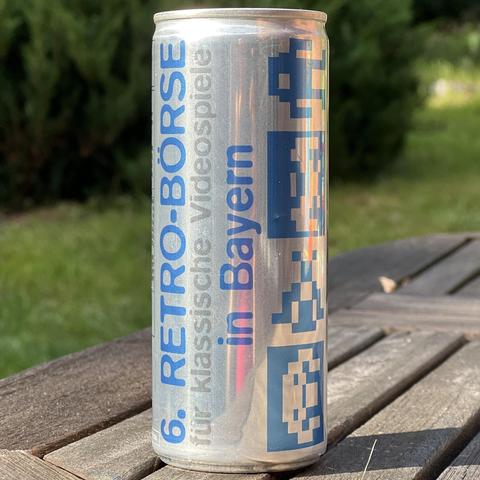 6. RETRO-BÖRSE
für klassische Videospiele
in Bayern